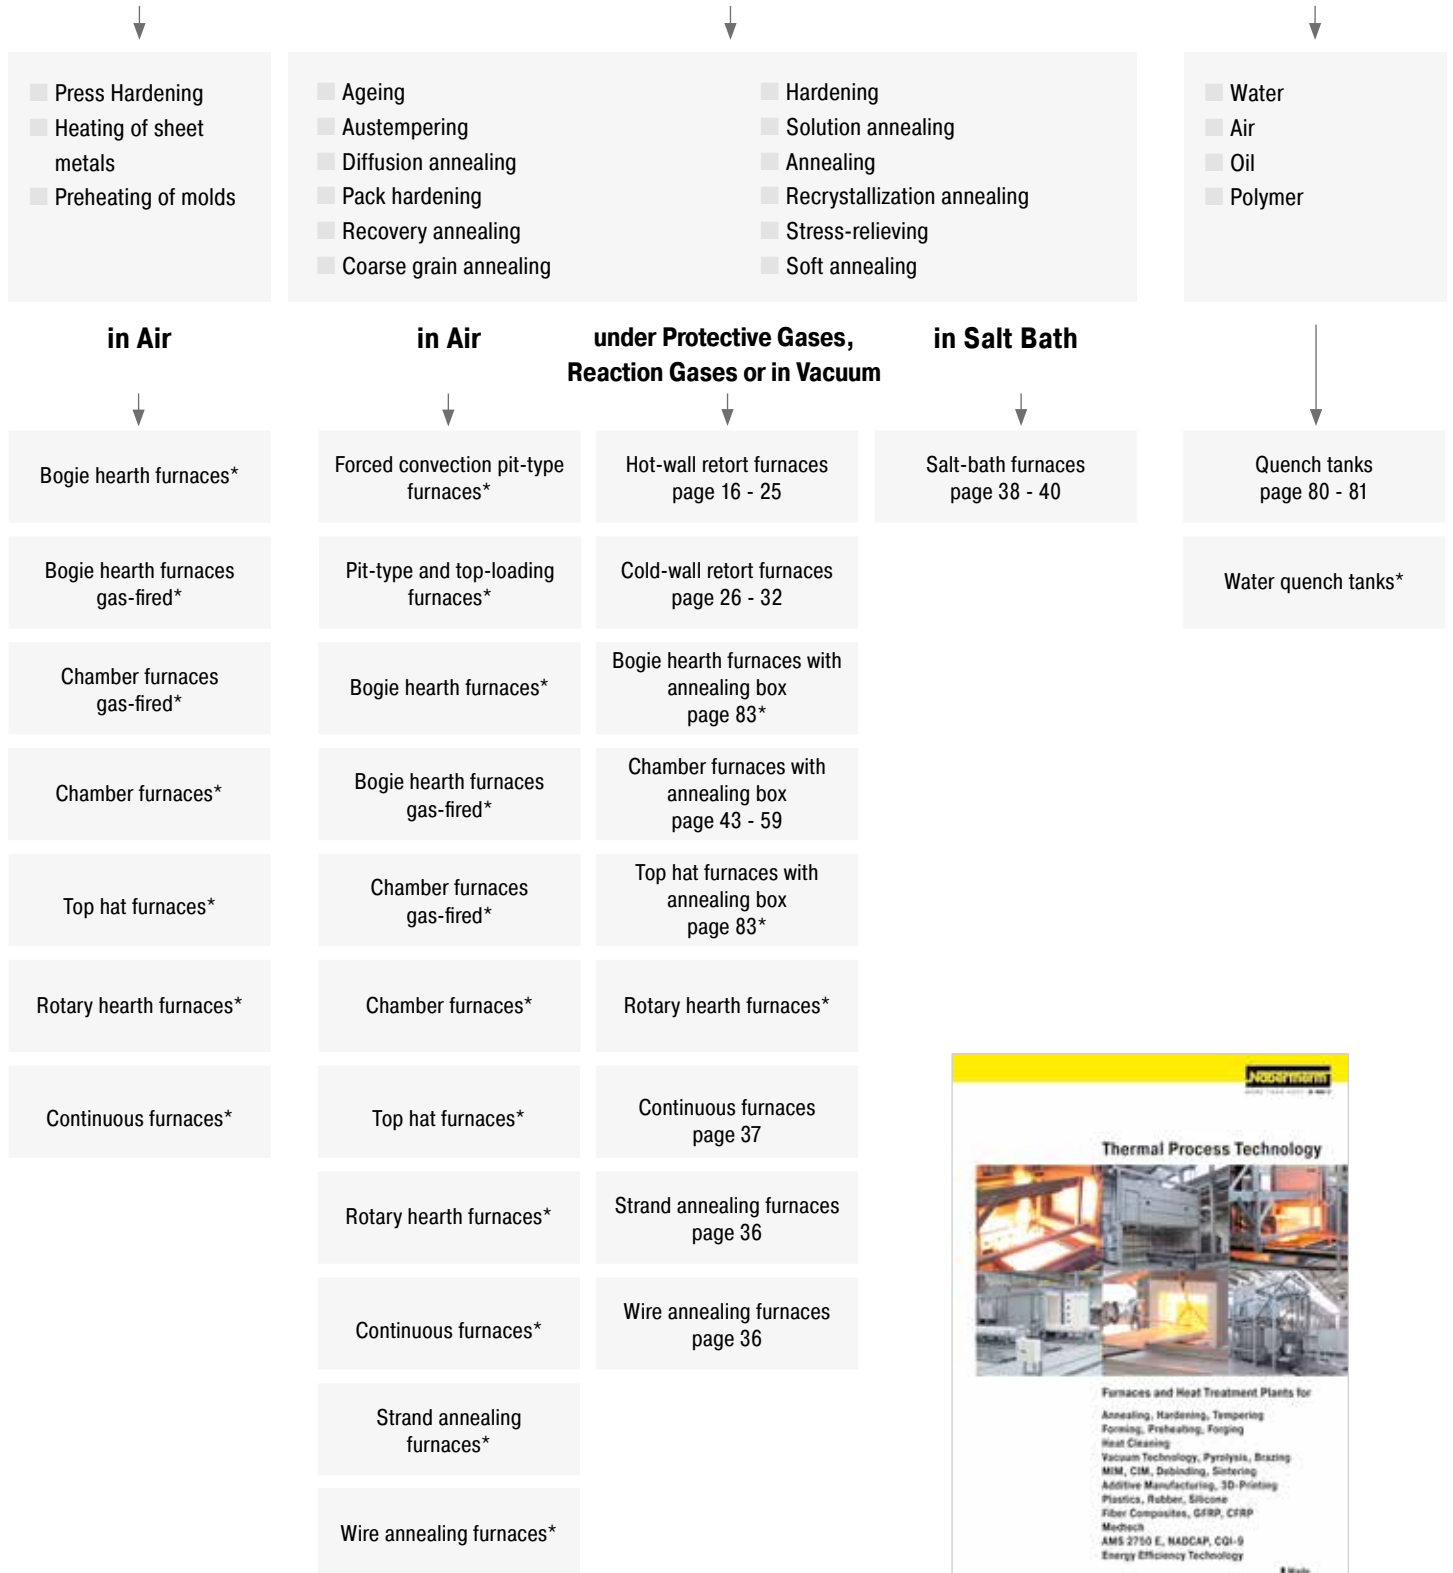 Press Hardening
Heating of sheet
metals
Preheating of molds
Ageing
Austempering
Diffusion annealing
Pack hardening
Recovery annealing
Coarse grain annealing
Hardening
Solution annealing
Annealing
Recrystallization annealing
Stress-relieving
Soft annealing
Water
Air
Oil
Polymer
in Air
Bogie hearth furnaces*
Bogie hearth furnaces
gas-fired*
Chamber furnaces
gas-fired*
Chamber furnaces*
Top hat furnaces*
Rotary hearth furnaces*
Continuous furnaces*
in Air
Forced convection pit-type
furnaces*
Pit-type and top-loading
furnaces*
Bogie hearth furnaces*
Bogie hearth furnaces
gas-fired*
Chamber furnaces
gas-fired*
Chamber furnaces*
Top hat furnaces*
Rotary hearth furnaces*
Continuous furnaces*
Strand annealing
furnaces*
Wire annealing furnaces*
under Protective Gases,
Reaction Gases or in Vacuum
Hot-wall retort furnaces
page 16 - 25
Cold-wall retort furnaces
page 26 - 32
Bogie hearth furnaces with
annealing box
page 83*
Chamber furnaces with
annealing box
page 43 - 59
Top hat furnaces with
annealing box
page 83*
Rotary hearth furnaces*
Continuous furnaces
page 37
Strand annealing furnaces
page 36
Wire annealing furnaces
page 36
in Salt Bath
Salt-bath furnaces
page 38 - 40
Quench tanks
page 80 - 81
Water quench tanks*
Nabertherm
Thermal Process Technology
Furnaces and Heat Treatment Plants for
Annealing, Hardening, Tempering
Forming, Preheating, Forging
Heat Cleaning
Vacuum Technology, Pyrolysis, Brazing
MIM, CIM, Debinding, Sintering
Additive Manufacturing, 3D-Printing
Plastics, Rubber, Silicone
Fiber Composites, GFRP, CFRP
Medtech
AMS 2750 E, NADCAP, CQI-9
Energy Efficiency Technology
Made